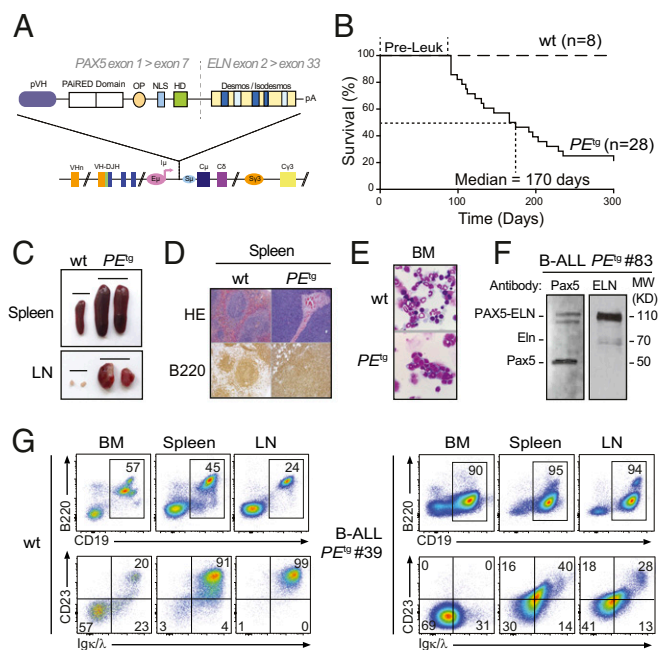 A
PAX5 exon 1 > exon 7
ELN exon 2 > exon 33
pVH
PAiRED Domain
OP
NLS
HD
Desmos / Isodesmos
pA
VHn
VH-DJH
Eμ
Iμ
Sμ
Cμ
Cδ
Sγ3
Cγ3
B
Survival (%)
100
80
60
40
20
0
Pre-Leuk
wt (n=8)
PEtg (n=28)
Median = 170 days
0 100 200 300
Time (Days)
C
wt PEtg
Spleen
LN
D
Spleen
wt PEtg
HE
B220
E
BM
wt
PEtg
F
B-ALL PEtg #83
Antibody: Pax5 ELN
MW (KD)
PAX5-ELN
Eln
Pax5
110
70
50
G
wt
BM Spleen LN
57 45 24
B220
CD19
20 91 99
57 23 3 4 1 0
CD23
Igκ/λ
B-ALL
PEtg #39
BM Spleen LN
90 95 94
B220
CD19
0 0 16 40 18 28
69 31 30 14 41 13
CD23
Igκ/λ